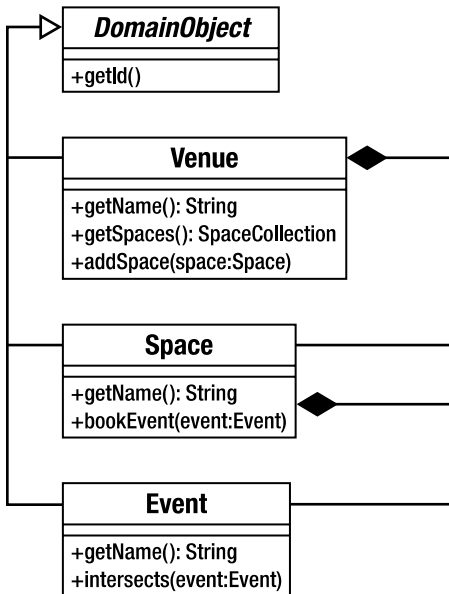 DomainObject
+getId()
Venue
+getName(): String
+getSpaces(): SpaceCollection
+addSpace(space:Space)
Space
+getName(): String
+bookEvent(event:Event)
Event
+getName(): String
+intersects(event:Event)